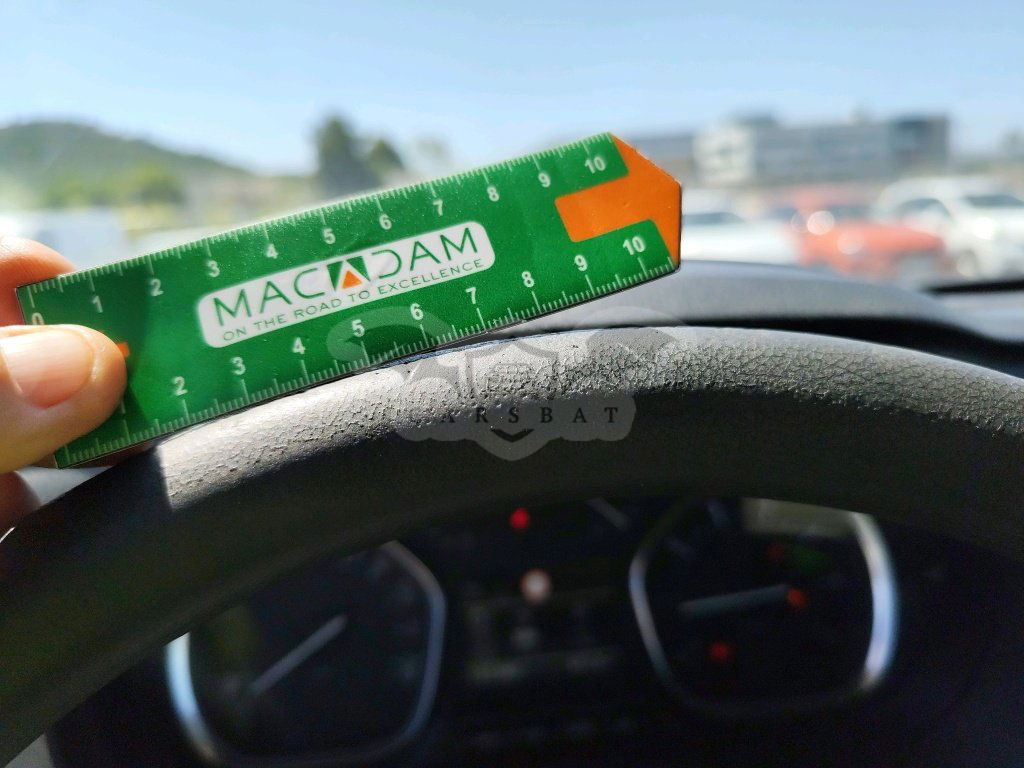 0 1 2 3 4 5 6 7 8 9 10
MACADAM
ON THE ROAD TO EXCELLENCE
2 3 4 5 6 7 8 9 10
ARSBAT